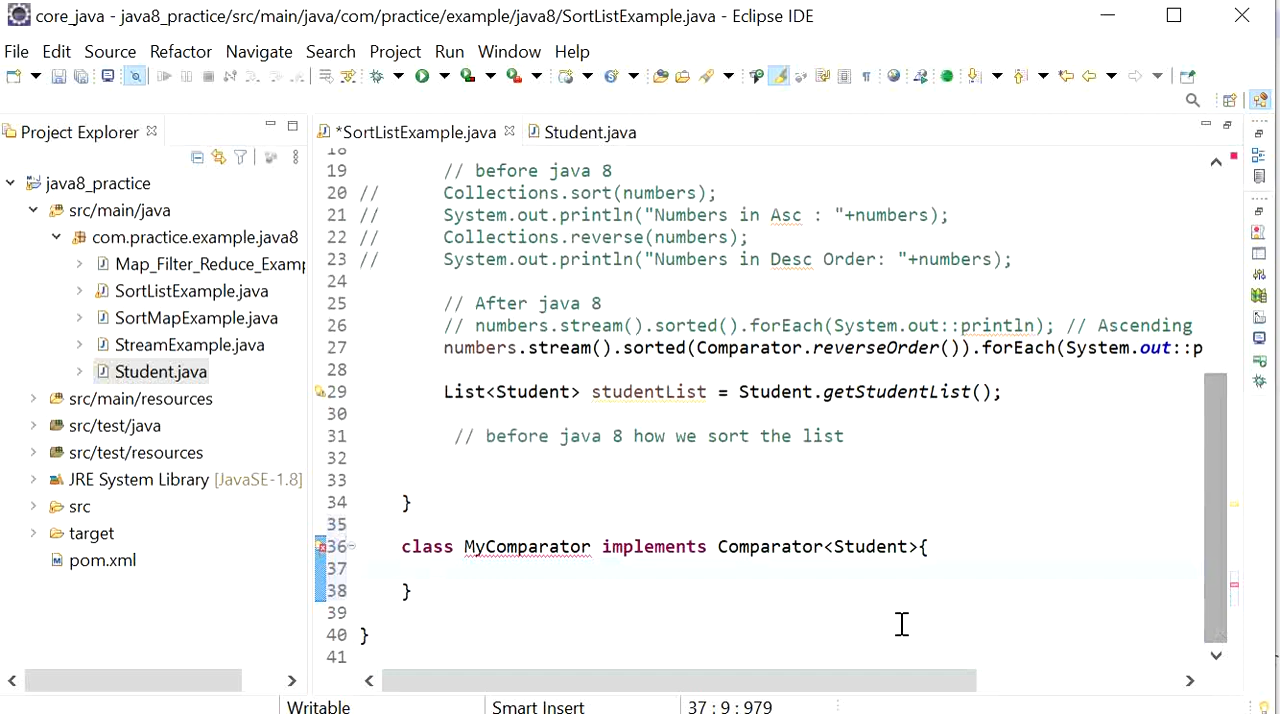 core_java - java8_practice/src/main/java/com/practice/example/java8/SortListExample.java - Eclipse IDE
File Edit Source Refactor Navigate Search Project Run Window Help
Project Explorer
*SortListExample.java Student.java
java8_practice
src/main/java
com.practice.example.java8
Map_Filter_Reduce_Examp
SortListExample.java
SortMapExample.java
StreamExample.java
Student.java
src/main/resources
src/test/java
src/test/resources
JRE System Library [JavaSE-1.8]
src
target
pom.xml
18
19 // before java 8
20 // Collections.sort(numbers);
21 // System.out.println("Numbers in Asc : "+numbers);
22 // Collections.reverse(numbers);
23 // System.out.println("Numbers in Desc Order: "+numbers);
24
25 // After java 8
26 // numbers.stream().sorted().forEach(System.out::println); // Ascending
27 numbers.stream().sorted(Comparator.reverseOrder()).forEach(System.out::p
28
29 List<Student> studentList = Student.getStudentList();
30
31 // before java 8 how we sort the list
32
33
34 }
35
36 class MyComparator implements Comparator<Student>{
37
38 }
39
40 }
41
Writable Smart Insert 37 : 9 : 979